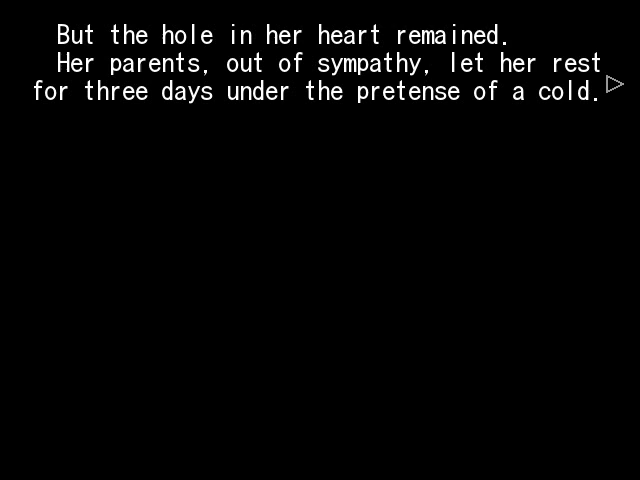 But the hole in her heart remained.
Her parents, out of sympathy, let her rest
for three days under the pretense of a cold.